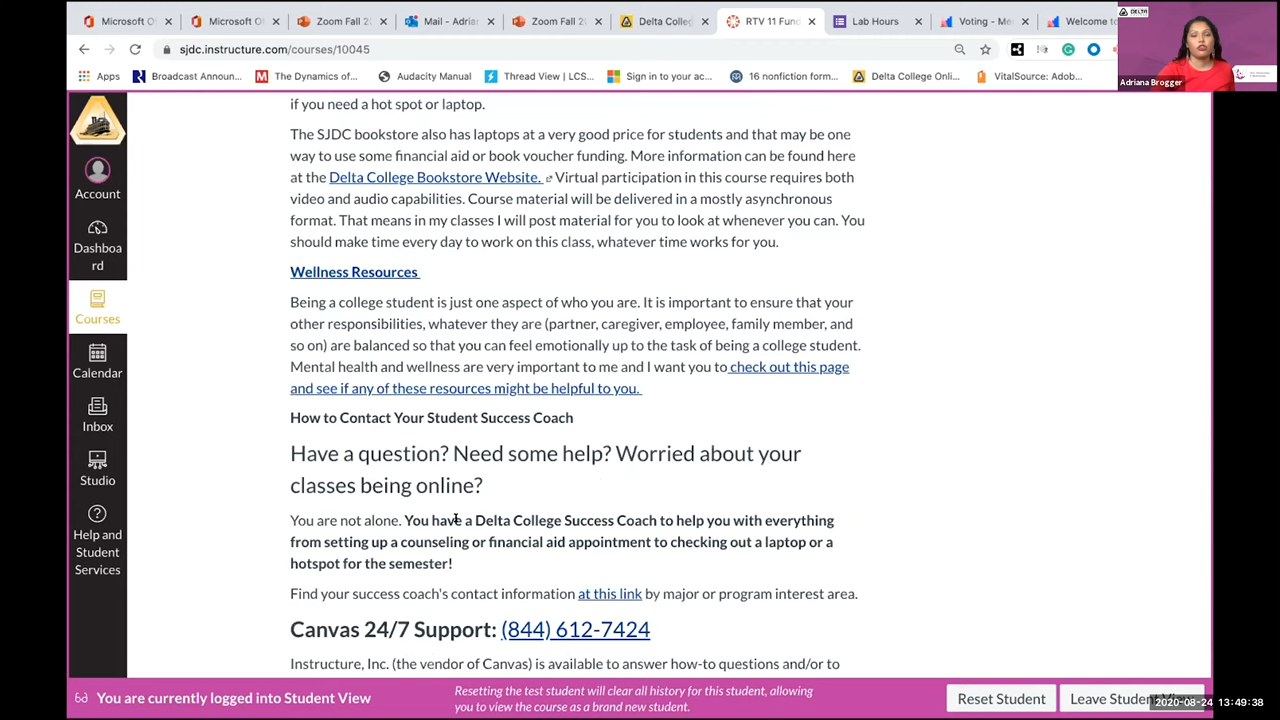 Microsoft O
Microsoft O
Zoom Fall 2
Mail - Adria
Zoom Fall 2
Delta Colle
RTV 11 Fun
Lab Hours
Voting - Me
Welcome to
DELTA
sjdc.instructure.com/courses/10045
Adriana Brogger
Apps
Broadcast Announ...
The Dynamics of...
Audacity Manual
Thread View | LCS...
Sign in to your ac...
16 nonfiction form...
Delta College Onli...
VitalSource: Adob...
if you need a hot spot or laptop.
The SJDC bookstore also has laptops at a very good price for students and that may be one
way to use some financial aid or book voucher funding. More information can be found here
at the Delta College Bookstore Website. Virtual participation in this course requires both
video and audio capabilities. Course material will be delivered in a mostly asynchronous
format. That means in my classes I will post material for you to look at whenever you can. You
should make time every day to work on this class, whatever time works for you.
Wellness Resources
Being a college student is just one aspect of who you are. It is important to ensure that your
other responsibilities, whatever they are (partner, caregiver, employee, family member, and
so on) are balanced so that you can feel emotionally up to the task of being a college student.
Mental health and wellness are very important to me and I want you to check out this page
and see if any of these resources might be helpful to you.
How to Contact Your Student Success Coach
Have a question? Need some help? Worried about your
classes being online?
You are not alone. You have a Delta College Success Coach to help you with everything
from setting up a counseling or financial aid appointment to checking out a laptop or a
hotspot for the semester!
Find your success coach's contact information at this link by major or program interest area.
Canvas 24/7 Support: (844) 612-7424
Instructure, Inc. (the vendor of Canvas) is available to answer how-to questions and/or to
Account
Dashboa
rd
Courses
Calendar
Inbox
Studio
Help and
Student
Services
You are currently logged into Student View
Resetting the test student will clear all history for this student, allowing
you to view the course as a brand new student.
Reset Student
Leave Student View
2020-08-24 13:49:38